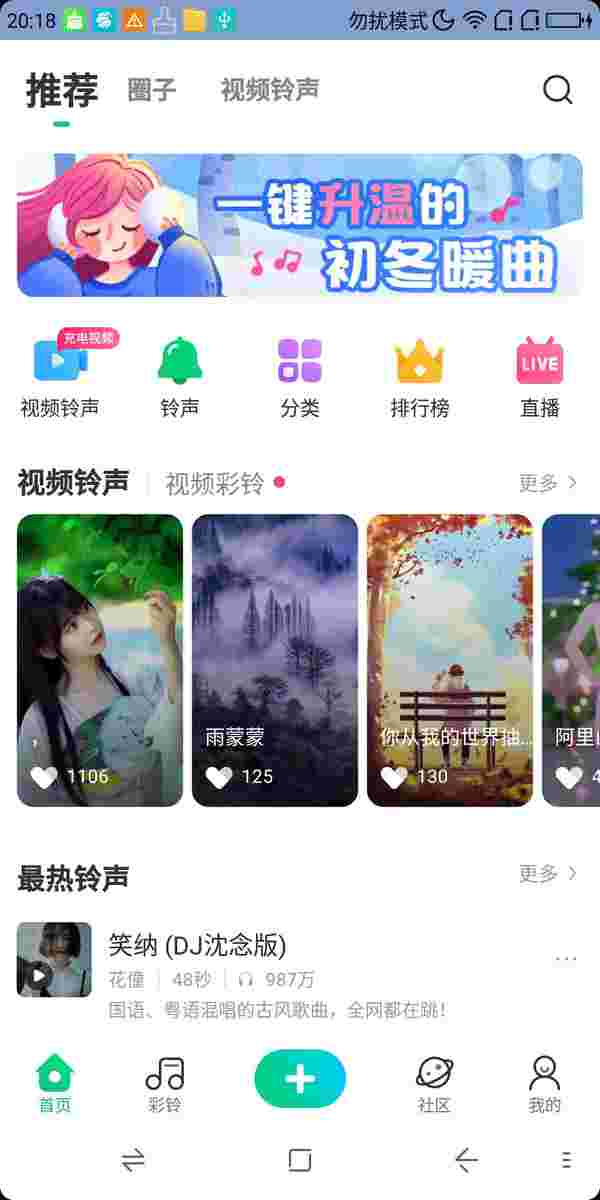 20:18 勿扰模式
推荐 圈子 视频铃声
一键升温的
初冬暖曲
充电视频
LIVE
视频铃声 铃声 分类 排行榜 直播
视频铃声 视频彩铃 更多
， 雨蒙蒙 你从我的世界抽... 阿里
1106 125 130 4
最热铃声 更多
笑纳 (DJ沈念版)
花僮 48秒 987万
国语、粤语混唱的古风歌曲，全网都在跳！
首页 彩铃 社区 我的